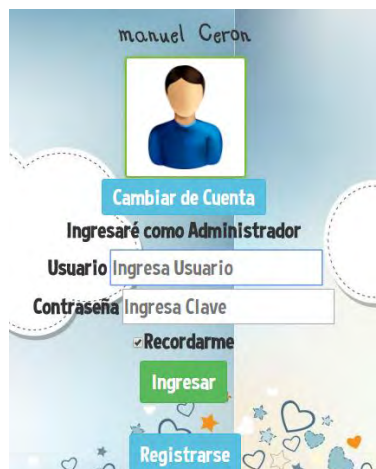 manuel Ceron
Cambiar de Cuenta
Ingresaré como Administrador
Usuario Ingresa Usuario
Contraseña Ingresa Clave
Recordarme
Ingresar
Registrarse